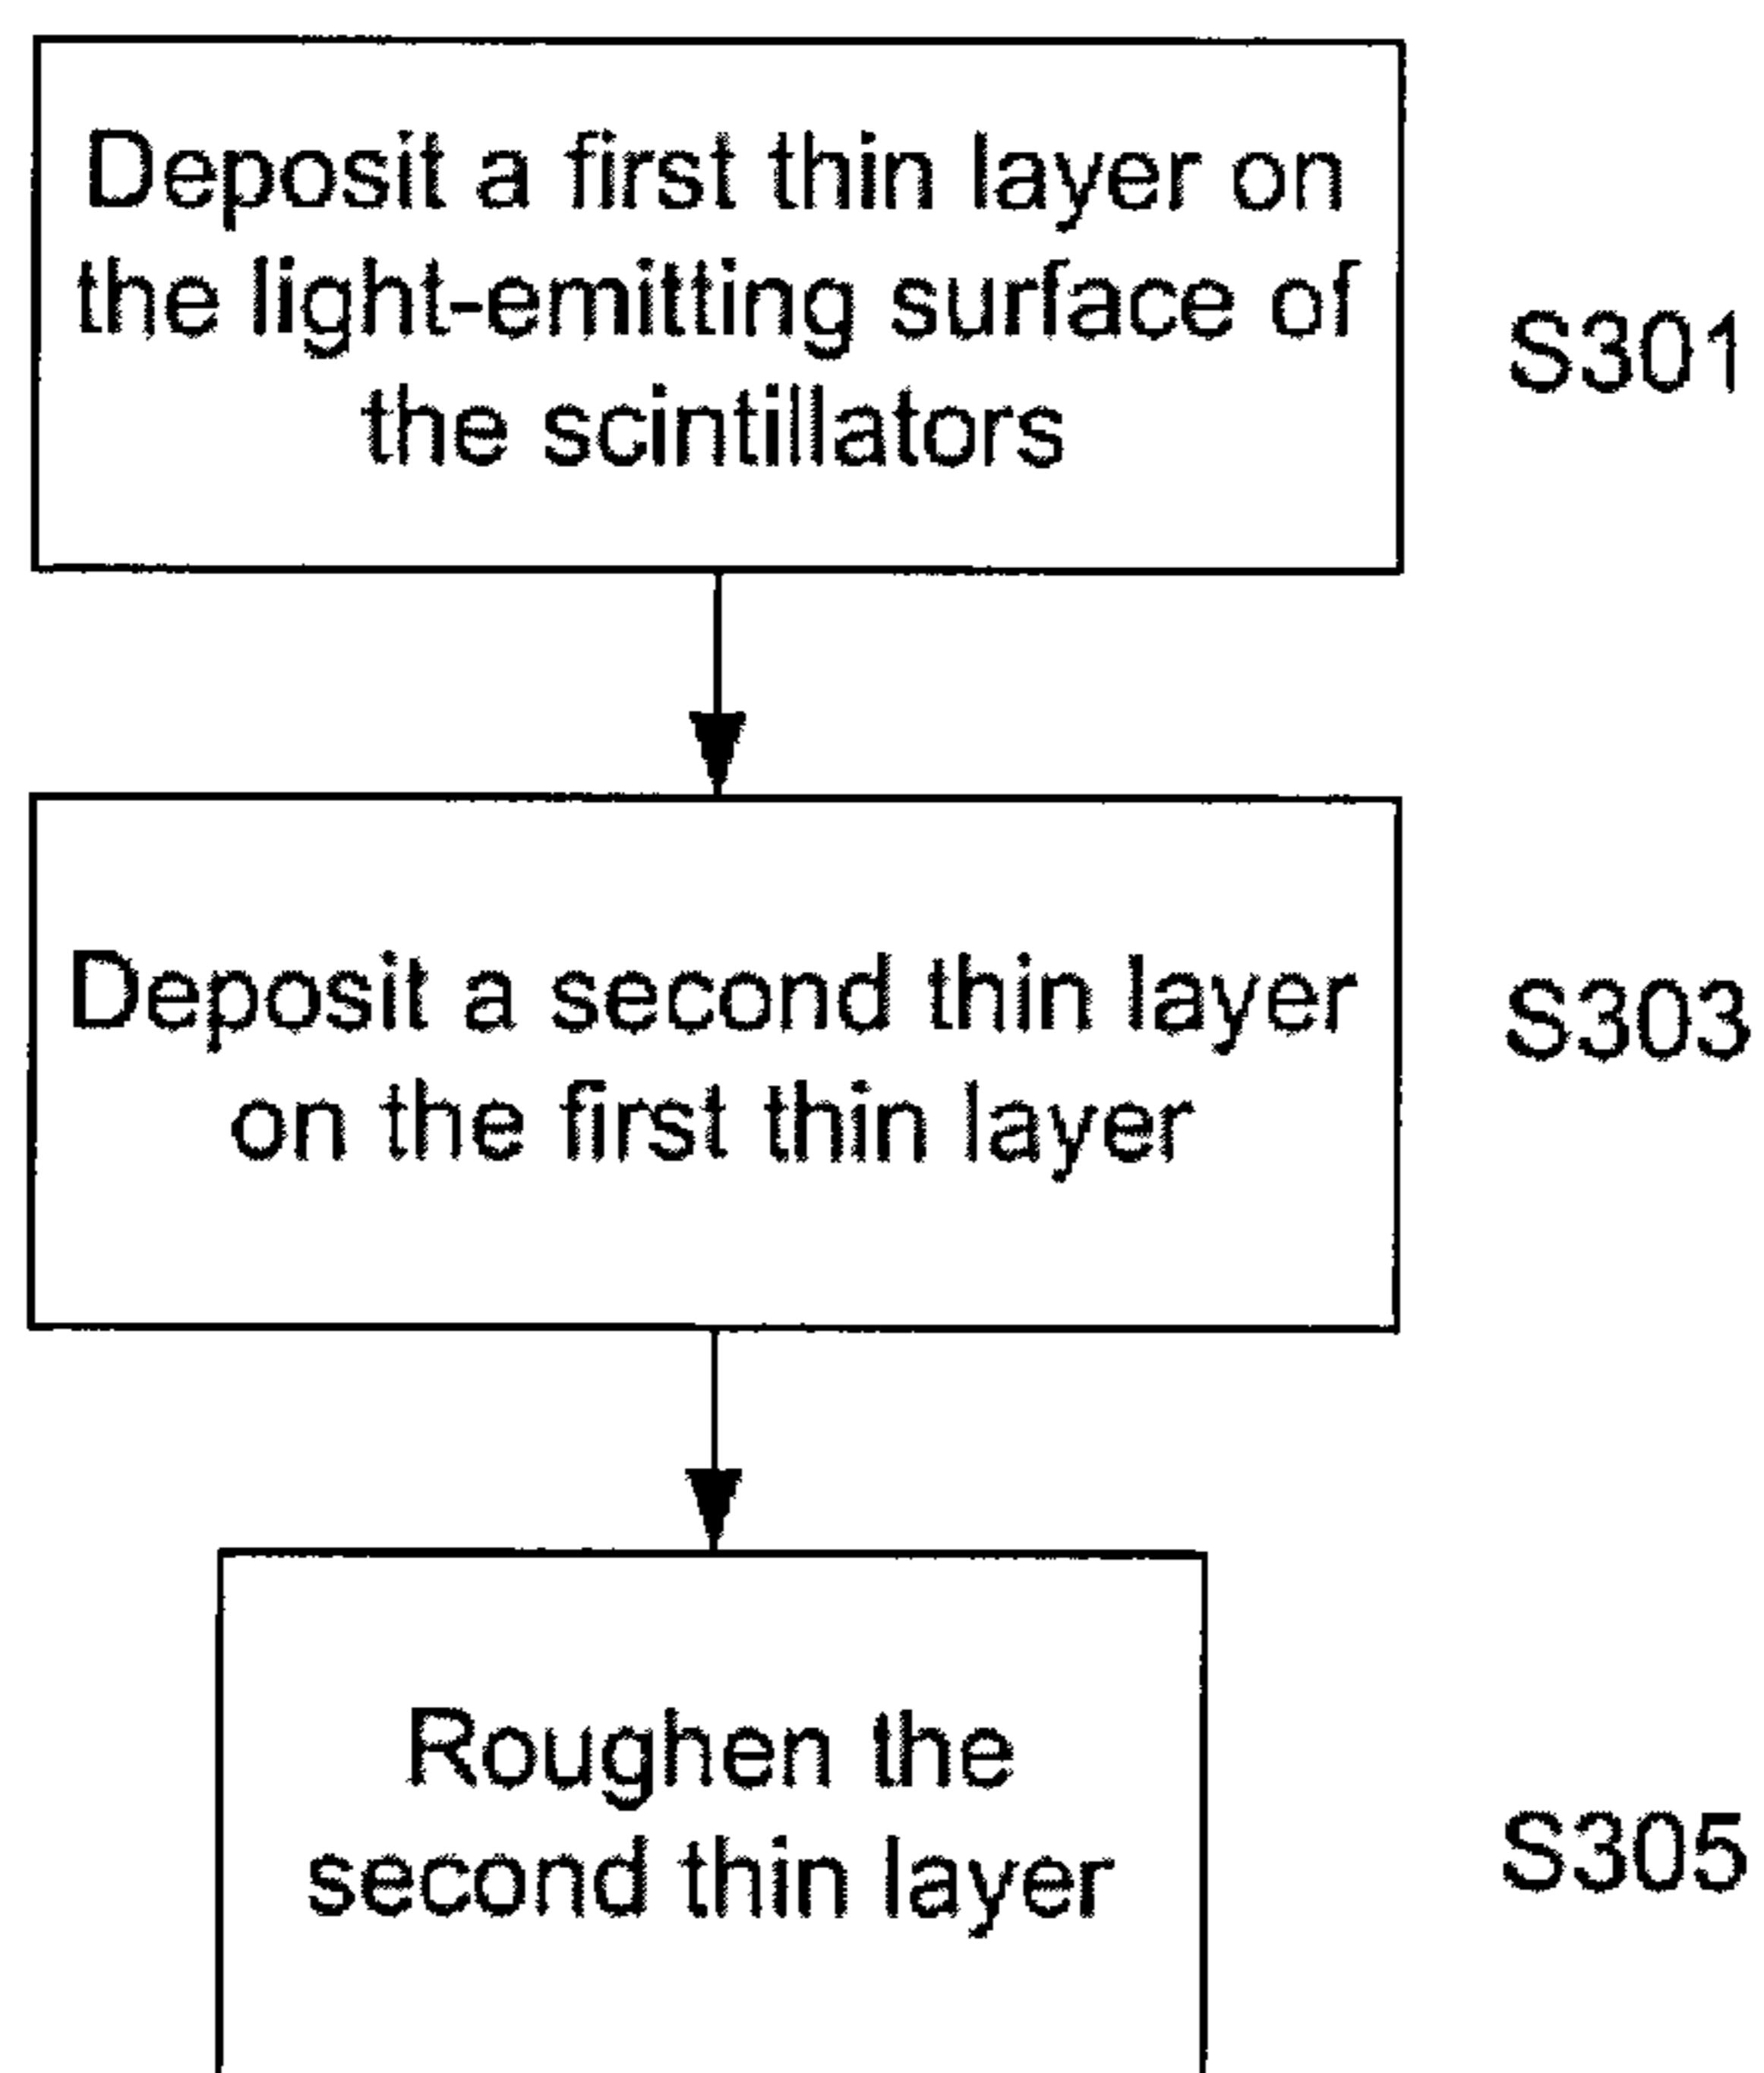 Deposit a first thin layer on
the light-emitting surface of
the scintillators
S301
Deposit a second thin layer
on the first thin layer
S303
Roughen the
second thin layer
S305